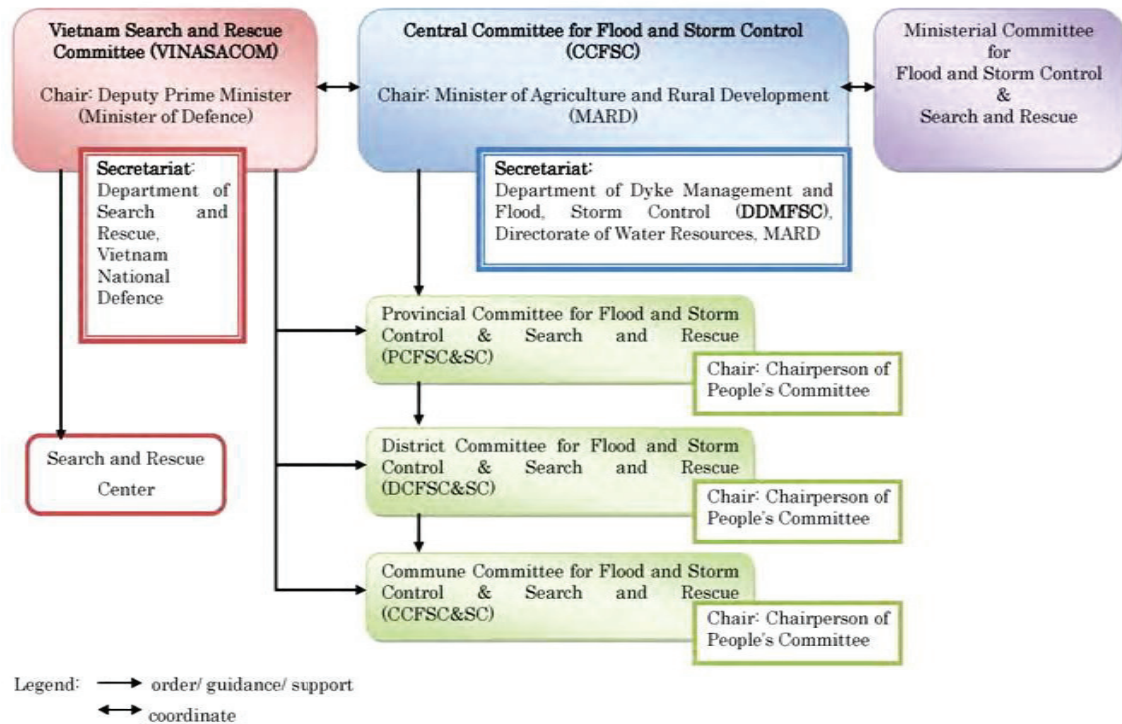 Vietnam Search and Rescue
Committee (VINASACOM)
Chair: Deputy Prime Minister
(Minister of Defence)
Central Committee for Flood and Storm Control
(CCFSC)
Chair: Minister of Agriculture and Rural Development
(MARD)
Ministerial Committee
for
Flood and Storm Control
&
Search and Rescue
Secretariat:
Department of
Search and
Rescue,
Vietnam
National
Defence
Secretariat:
Department of Dyke Management and
Flood, Storm Control (DDMFSC),
Directorate of Water Resources, MARD
Provincial Committee for Flood and Storm
Control & Search and Rescue
(PCFSC&SC)
Chair: Chairperson of
People's Committee
Search and Rescue
Center
District Committee for Flood and Storm
Control & Search and Rescue
(DCFSC&SC)
Chair: Chairperson of
People's Committee
Commune Committee for Flood and Storm
Control & Search and Rescue
(CCFSC&SC)
Chair: Chairperson of
People's Committee
Legend: order/ guidance/ support
coordinate